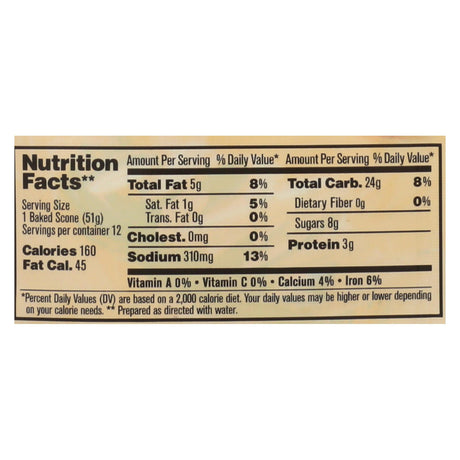 Nutrition
Facts**
Serving Size
1 Baked Scone (51g)
Servings per container 12
Calories 160
Fat Cal. 45
Amount Per Serving % Daily Value*
Total Fat 5g 8%
Sat. Fat 1g 5%
Trans. Fat 0g 0%
Cholest. 0mg 0%
Sodium 310mg 13%
Amount Per Serving % Daily Value*
Total Carb. 24g 8%
Dietary Fiber 0g 0%
Sugars 8g
Protein 3g
Vitamin A 0% • Vitamin C 0% • Calcium 4% • Iron 6%
*Percent Daily Values (DV) are based on a 2,000 calorie diet. Your daily values may be higher or lower depending
on your calorie needs. ** Prepared as directed with water.